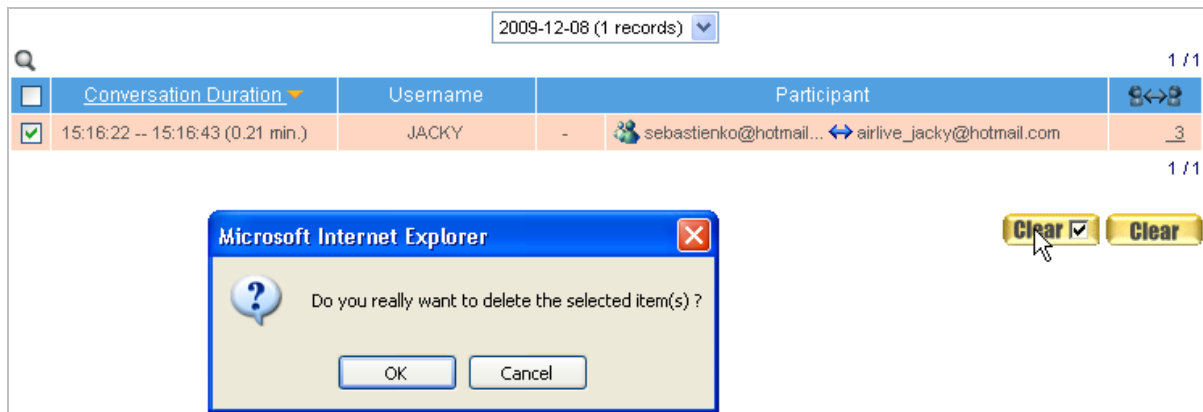 2009-12-08 (1 records)
1 / 1
Conversation Duration Username Participant
15:16:22 -- 15:16:43 (0.21 min.) JACKY - sebastienko@hotmail... airlive_jacky@hotmail.com 3
1 / 1
Clear Clear
Microsoft Internet Explorer
Do you really want to delete the selected item(s) ?
OK Cancel